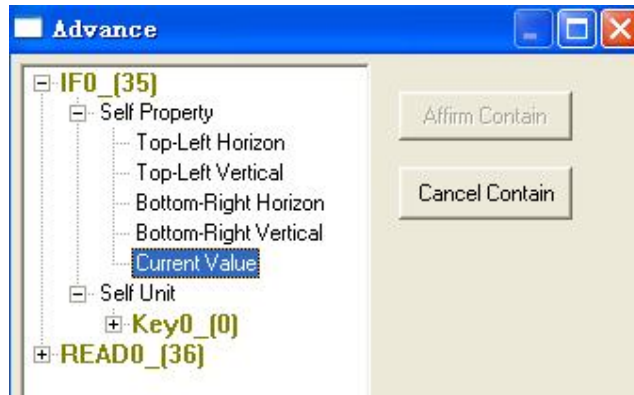 Advance
IF0_(35)
Self Property
Top-Left Horizon
Top-Left Vertical
Bottom-Right Horizon
Bottom-Right Vertical
Current Value
Self Unit
Key0_(0)
READ0_(36)
Affirm Contain
Cancel Contain